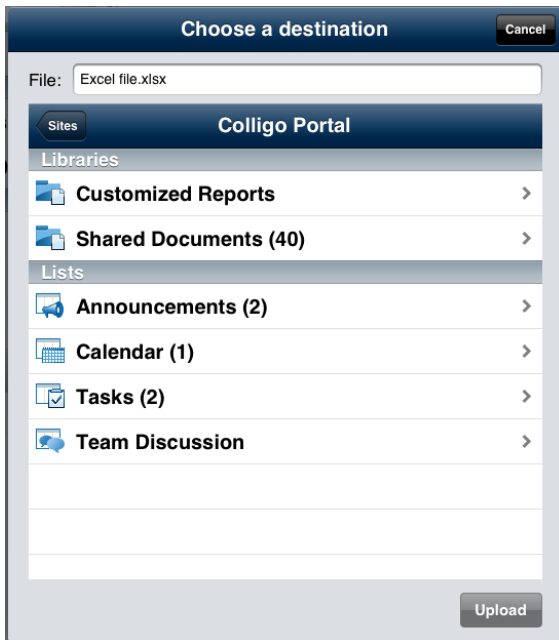 Choose a destination
Cancel
File: Excel file.xlsx
Sites
Colligo Portal
Libraries
Customized Reports
Shared Documents (40)
Lists
Announcements (2)
Calendar (1)
Tasks (2)
Team Discussion
Upload